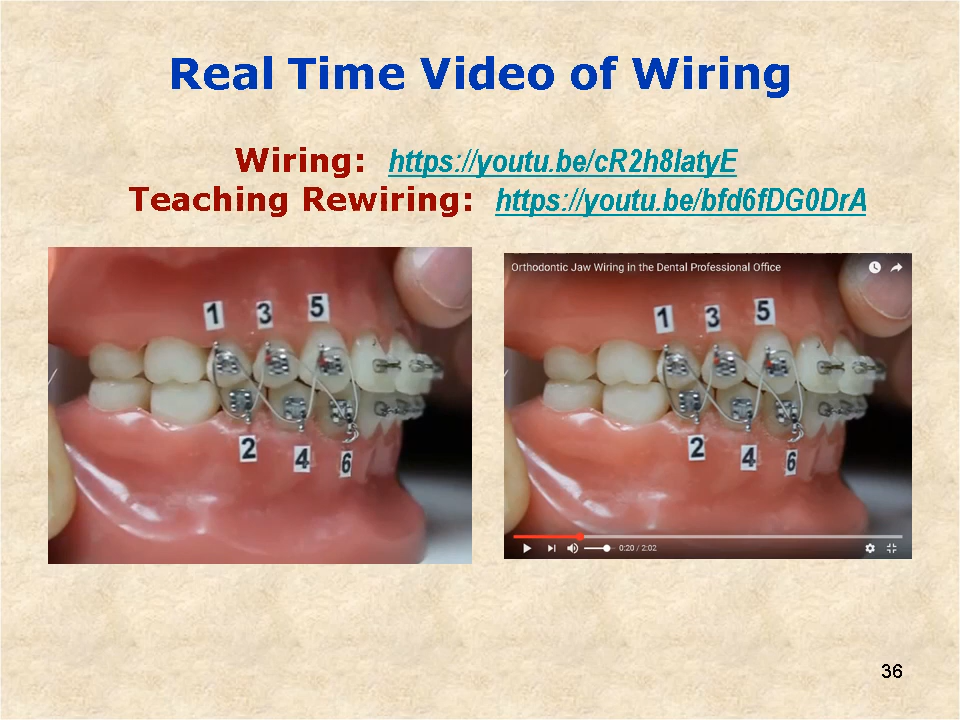 Real Time Video of Wiring
Wiring: https://youtu.be/cR2h8IatyE
Teaching Rewiring: https://youtu.be/bfd6fDG0DrA
Orthodontic Jaw Wiring in the Dental Professional Office
1 3 5
1 3 5
2 4 6
2 4 6
0:20 / 2:02
36